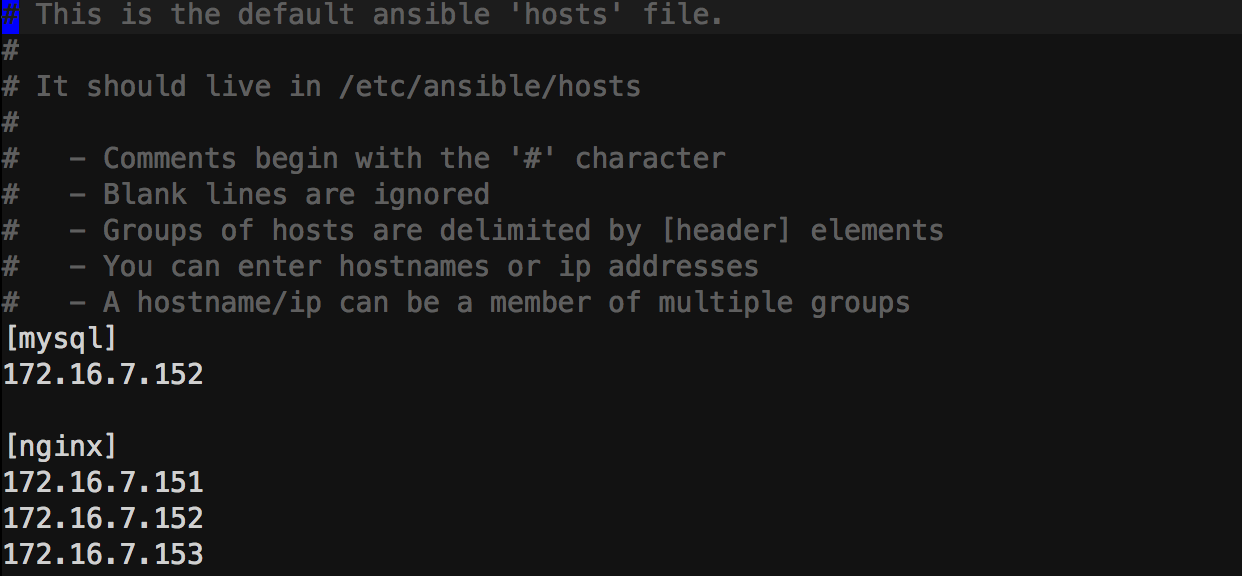 # This is the default ansible 'hosts' file.
#
# It should live in /etc/ansible/hosts
#
#   - Comments begin with the '#' character
#   - Blank lines are ignored
#   - Groups of hosts are delimited by [header] elements
#   - You can enter hostnames or ip addresses
#   - A hostname/ip can be a member of multiple groups
[mysql]
172.16.7.152

[nginx]
172.16.7.151
172.16.7.152
172.16.7.153